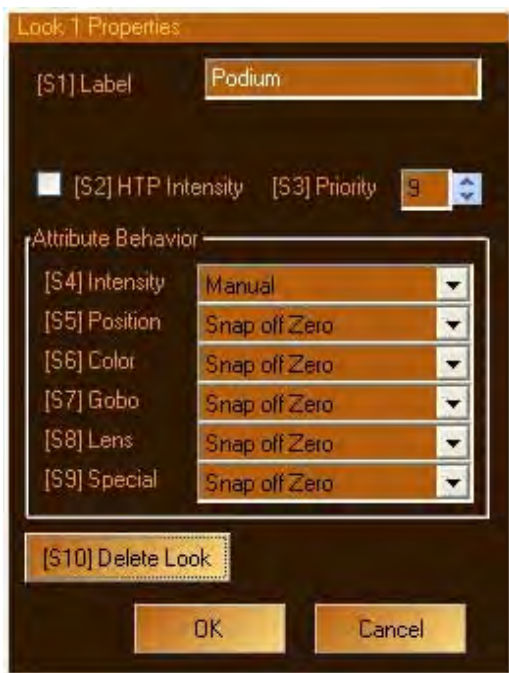 Look 1 Properties
[S1] Label Podium
[S2] HTP Intensity [S3] Priority 9
Attribute Behavior
[S4] Intensity Manual
[S5] Position Snap off Zero
[S6] Color Snap off Zero
[S7] Gobo Snap off Zero
[S8] Lens Snap off Zero
[S9] Special Snap off Zero
[S10] Delete Look
OK Cancel